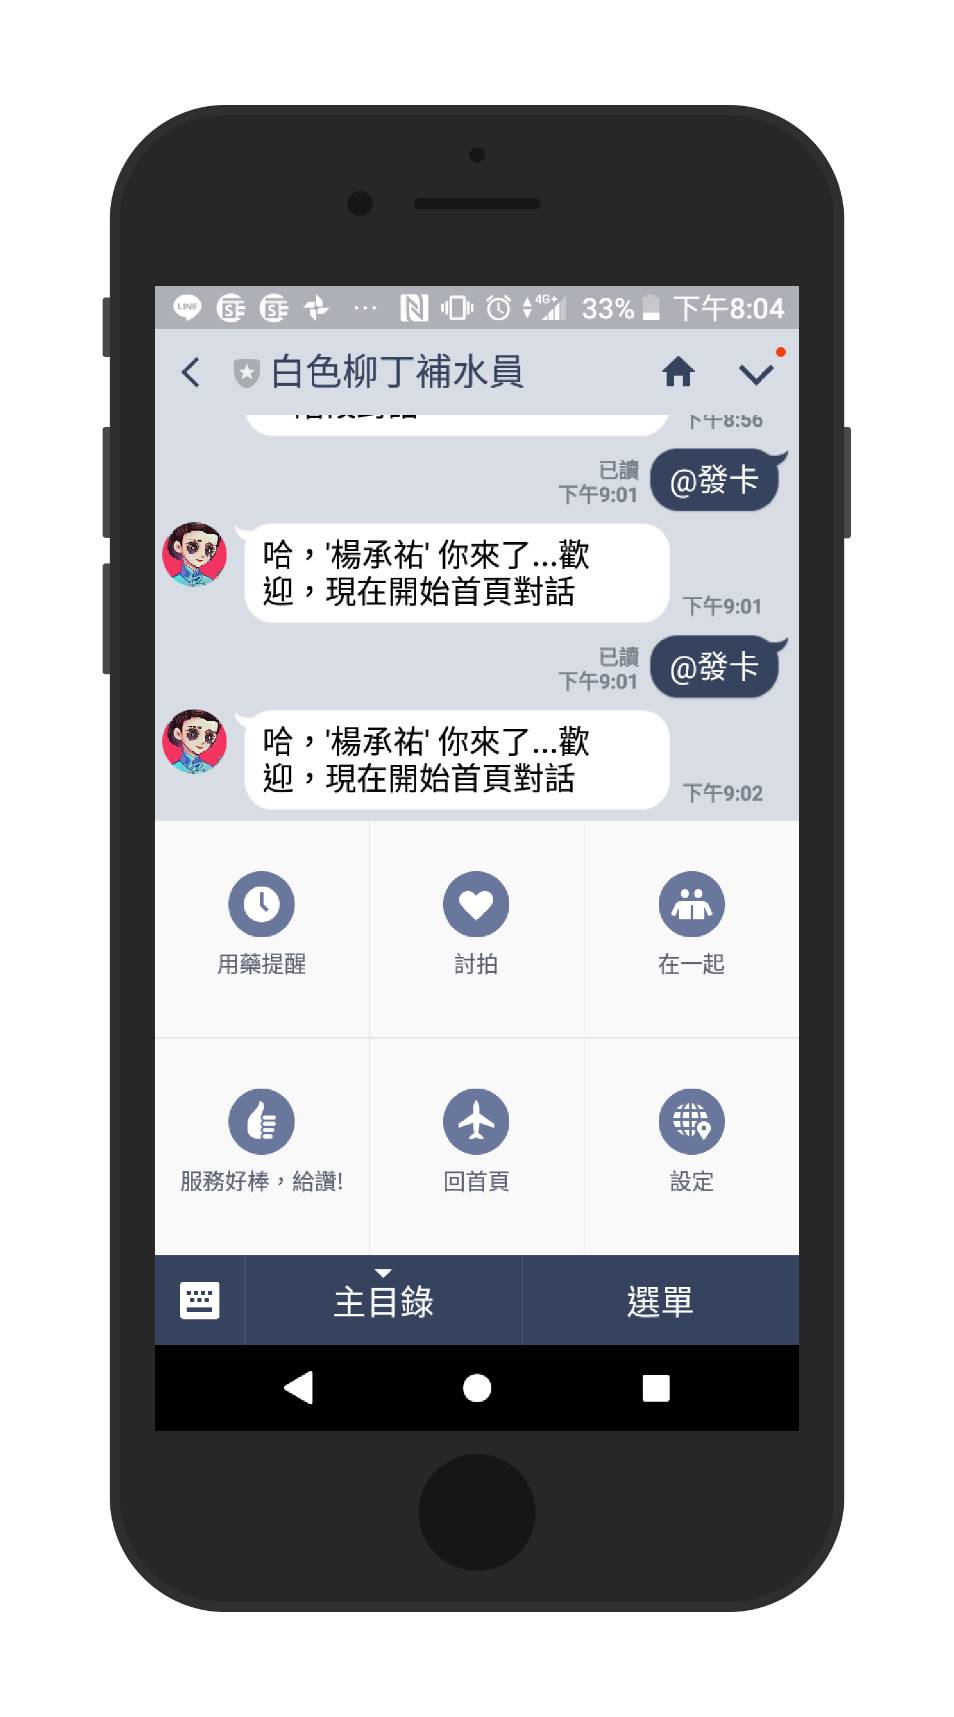 LINE
4G+
33%
下午8:04
白色柳丁補水員
下午8:56
已讀
下午9:01
@發卡
哈，'楊承祐' 你來了...歡
迎，現在開始首頁對話
下午9:01
已讀
下午9:01
@發卡
哈，'楊承祐' 你來了...歡
迎，現在開始首頁對話
下午9:02
用藥提醒
討拍
在一起
服務好棒，給讚!
回首頁
設定
主目錄
選單